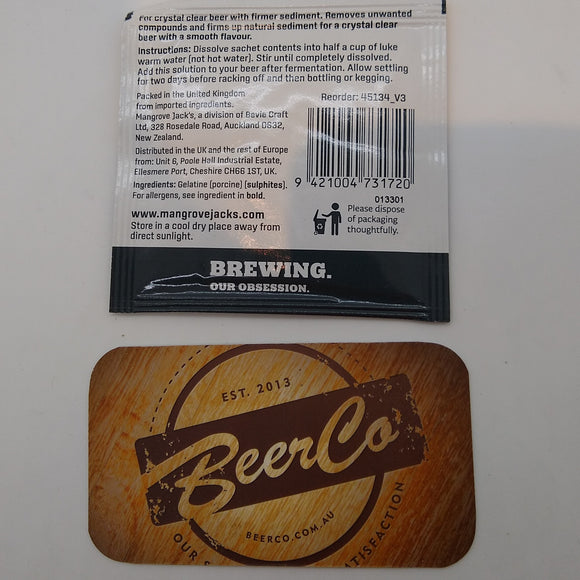 For crystal clear beer with firmer sediment. Removes unwanted
compounds and firms up natural sediment for a crystal clear
beer with a smooth flavour.
Instructions: Dissolve sachet contents into half a cup of luke
warm water (not hot water). Stir until completely dissolved.
Add this solution to your beer after fermentation. Allow settling
for two days before racking off and then bottling or kegging.
Packed in the United Kingdom
from imported ingredients.
Mangrove Jack's, a division of Bevie Craft
Ltd, 328 Rosedale Road, Auckland 0632,
New Zealand.
Distributed in the UK and the rest of Europe
from: Unit 6, Poole Hall Industrial Estate,
Ellesmere Port, Cheshire CH66 1ST, UK.
Ingredients: Gelatine (porcine) (sulphites).
For allergens, see ingredient in bold.
www.mangrovejacks.com
Store in a cool dry place away from
direct sunlight.
Reorder: 45134_V3
9 421004 731720
013301
Please dispose
of packaging
thoughtfully.
BREWING.
OUR OBSESSION.
EST. 2013
BeerCo
BEERCO.COM.AU
OUR